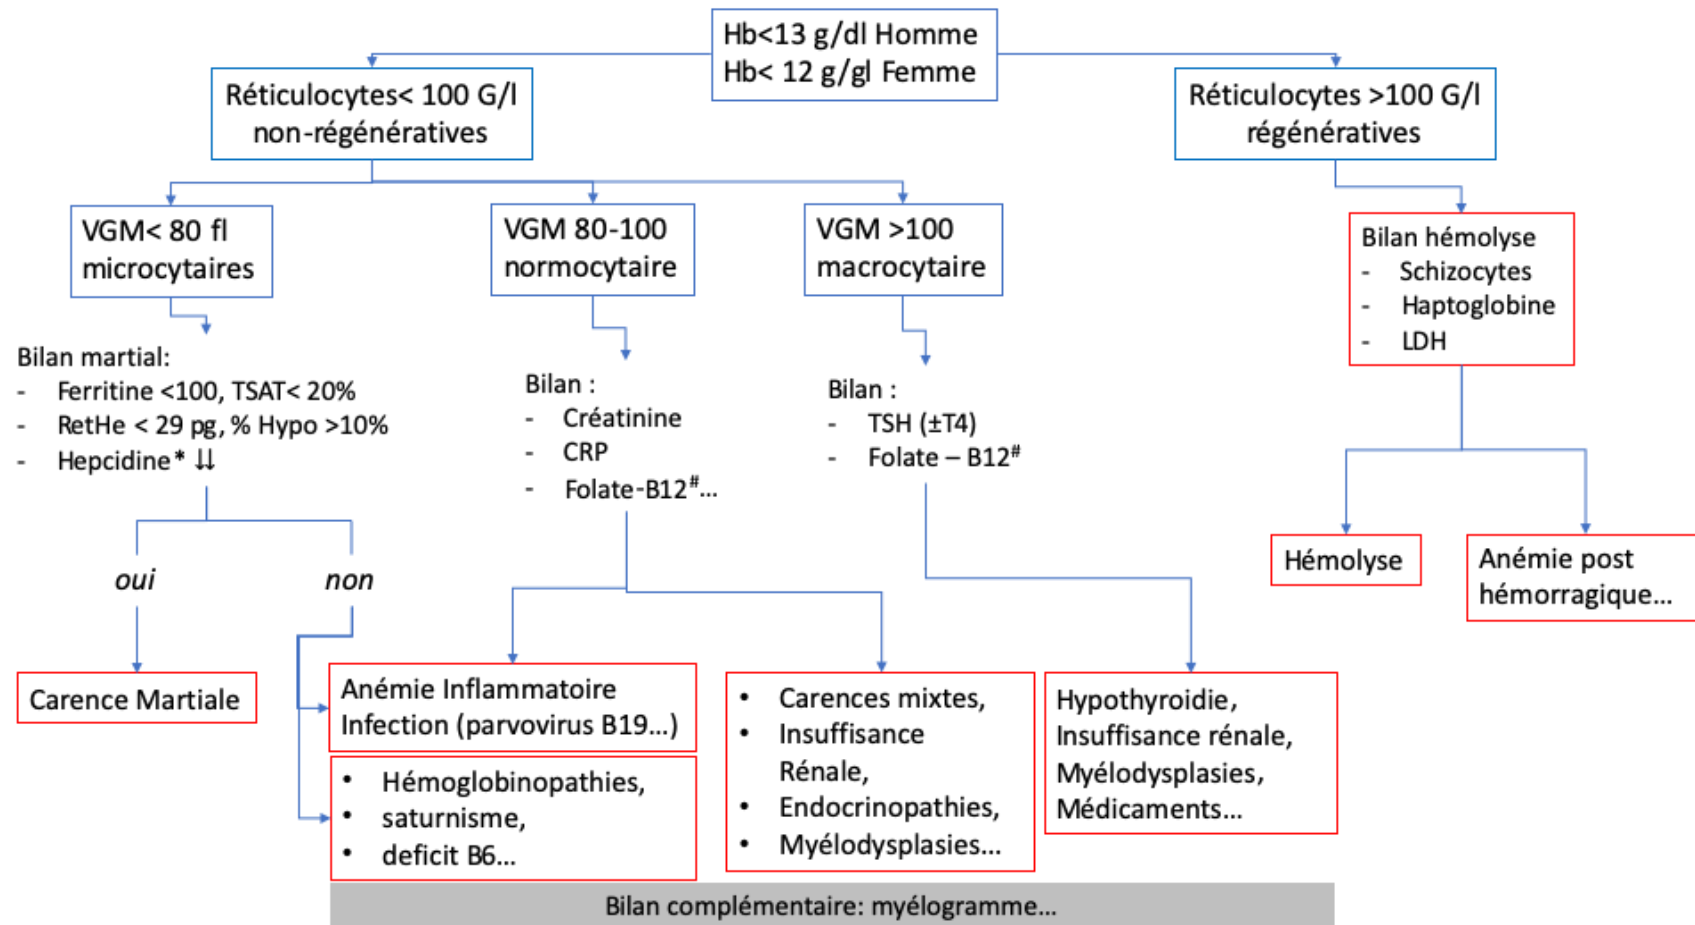 Hb<13 g/dl Homme
Hb< 12 g/gl Femme
Réticulocytes< 100 G/l
non-régénératives
Réticulocytes >100 G/l
régénératives
VGM< 80 fl
microcytaires
VGM 80-100
normocytaire
VGM >100
macrocytaire
Bilan hémolyse
- Schizocytes
- Haptoglobine
- LDH
Bilan martial:
- Ferritine <100, TSAT< 20%
- RetHe < 29 pg, % Hypo >10%
- Hepcidine* ⇊
Bilan :
- Créatinine
- CRP
- Folate-B12#...
Bilan :
- TSH (±T4)
- Folate – B12#
oui
non
Hémolyse
Anémie post
hémorragique...
Carence Martiale
Anémie Inflammatoire
Infection (parvovirus B19...)
• Hémoglobinopathies,
• saturnisme,
• deficit B6...
• Carences mixtes,
• Insuffisance
Rénale,
• Endocrinopathies,
• Myélodysplasies...
Hypothyroidie,
Insuffisance rénale,
Myélodysplasies,
Médicaments...
Bilan complémentaire: myélogramme...